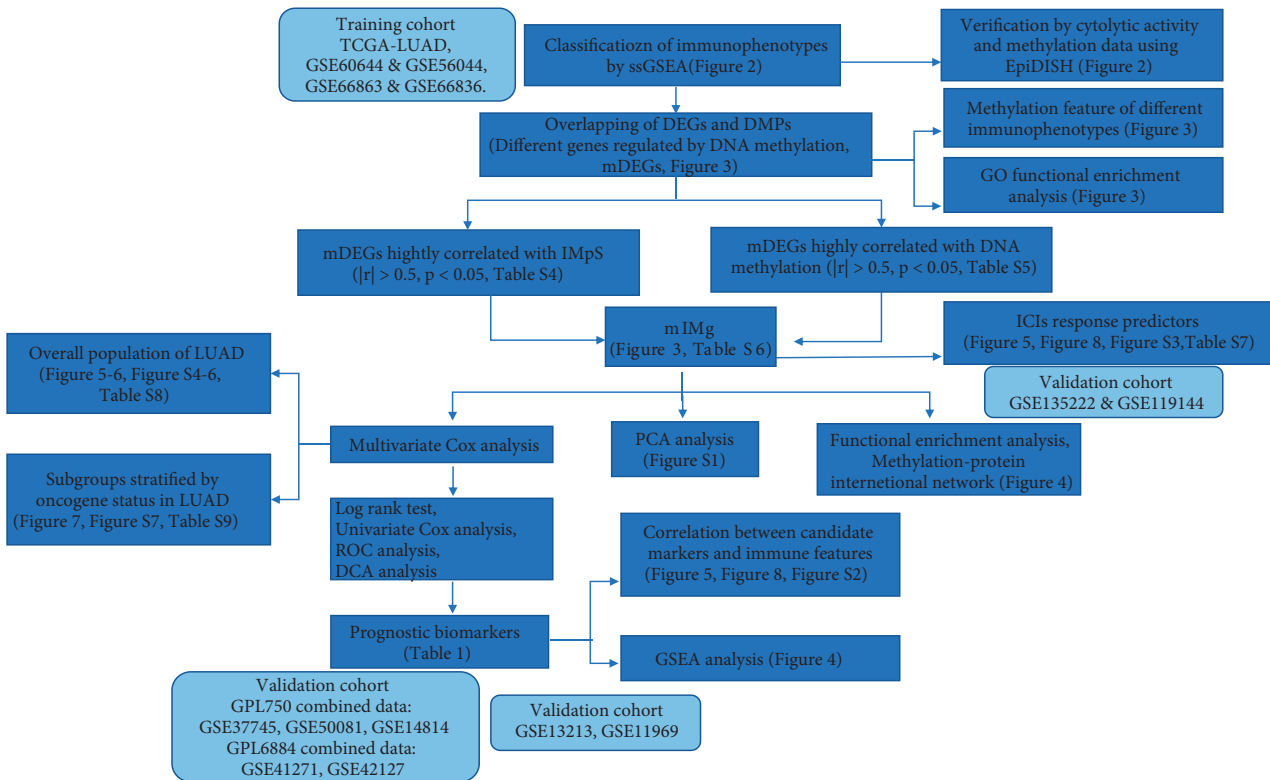 Training cohort
TCGA-LUAD,
GSE60644 & GSE56044,
GSE66863 & GSE66836.
Classificatiozn of immunophenotypes
by ssGSEA(Figure 2)
Verification by cytolytic activity
and methylation data using
EpiDISH (Figure 2)
Overlapping of DEGs and DMPs
(Different genes regulated by DNA methylation,
mDEGs, Figure 3)
Methylation feature of different
immunophenotypes (Figure 3)
GO functional enrichment
analysis (Figure 3)
mDEGs hightly correlated with IMpS
(|r| > 0.5, p < 0.05, Table S4)
mDEGs highly correlated with DNA
methylation (|r| > 0.5, p < 0.05, Table S5)
mIMg
(Figure 3, Table S6)
ICIs response predictors
(Figure 5, Figure 8, Figure S3,Table S7)
Validation cohort
GSE135222 & GSE119144
Overall population of LUAD
(Figure 5-6, Figure S4-6,
Table S8)
Subgroups stratified by
oncogene status in LUAD
(Figure 7, Figure S7, Table S9)
Multivariate Cox analysis
PCA analysis
(Figure S1)
Functional enrichment analysis,
Methylation-protein
internetional network (Figure 4)
Log rank test,
Univariate Cox analysis,
ROC analysis,
DCA analysis
Correlation between candidate
markers and immune features
(Figure 5, Figure 8, Figure S2)
Prognostic biomarkers
(Table 1)
GSEA analysis (Figure 4)
Validation cohort
GPL750 combined data:
GSE37745, GSE50081, GSE14814
GPL6884 combined data:
GSE41271, GSE42127
Validation cohort
GSE13213, GSE11969